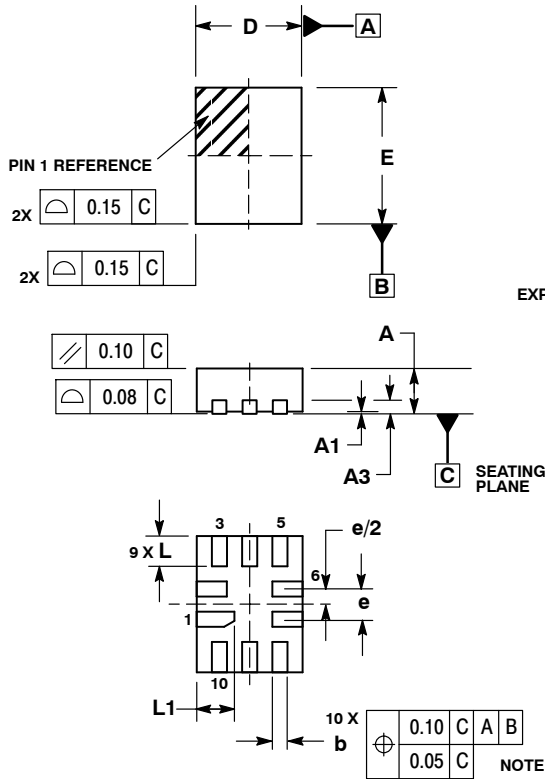 D
A
PIN 1 REFERENCE
E
2X ⌓ 0.15 C
2X ⌓ 0.15 C
B
EXP
⫽ 0.10 C
A
⌓ 0.08 C
A1
A3
C SEATING
PLANE
3 5
e/2
9 X L
6
e
1
10
L1
10 X
b
⌖ 0.10 C A B
0.05 C
NOTE